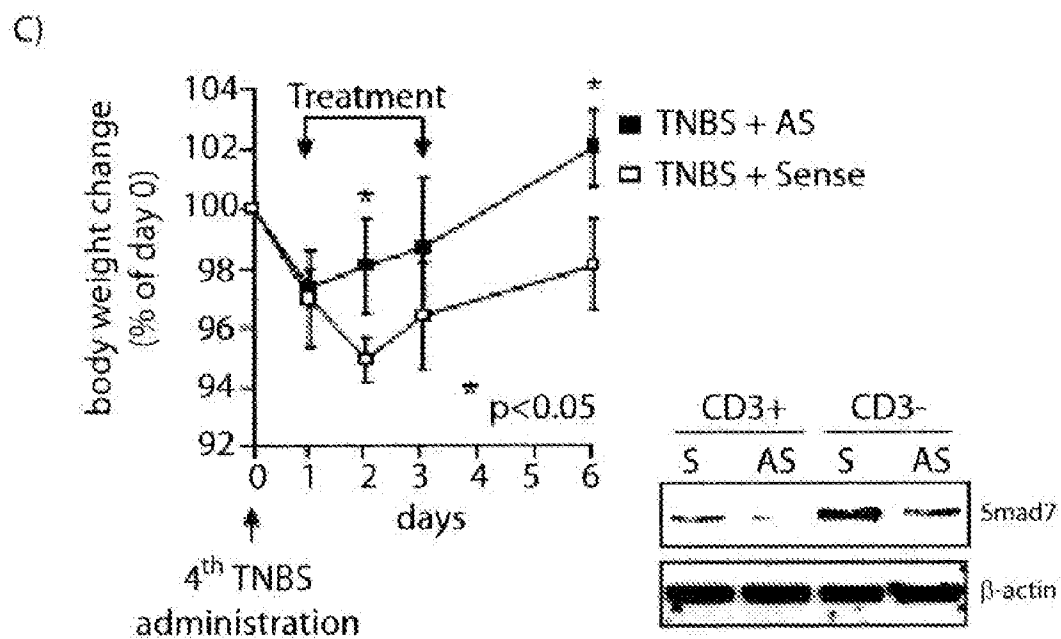 C)
body weight change
(% of day 0)
104
102
100
98
96
94
92
Treatment
*
*
TNBS + AS
TNBS + Sense
* p<0.05
0 1 2 3 4 5 6
days
4th TNBS
administration
CD3+ CD3-
S AS S AS
Smad7
β-actin